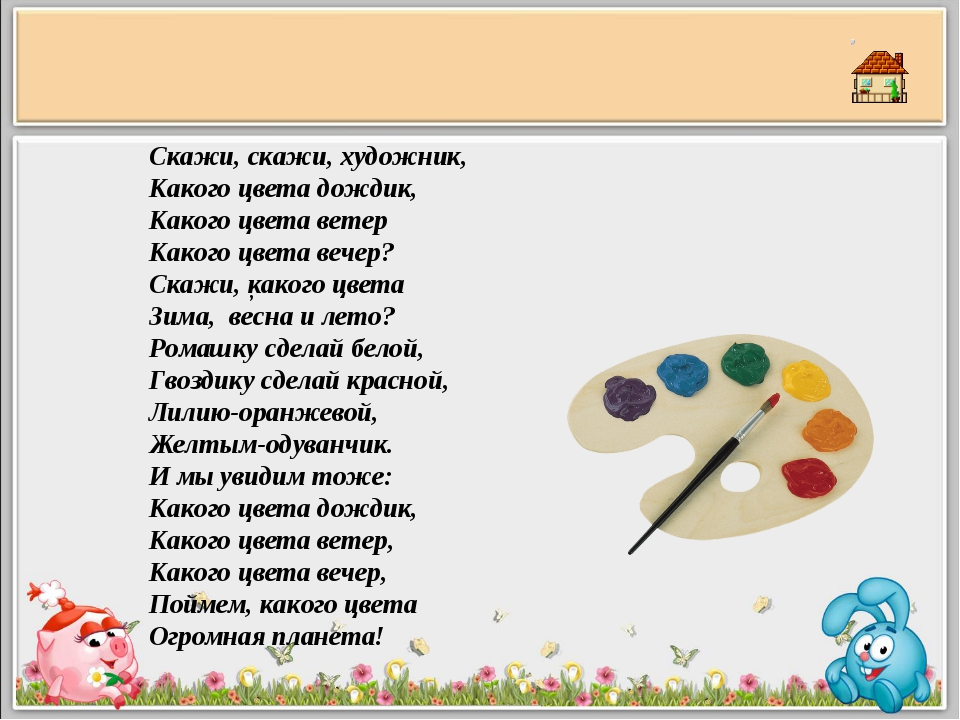 Скажи, скажи, художник,
Какого цвета дождик,
Какого цвета ветер
Какого цвета вечер?
Скажи, какого цвета
Зима,  весна и лето?
Ромашку сделай белой,
Гвоздику сделай красной,
Лилию-оранжевой,
Желтым-одуванчик.
И мы увидим тоже:
Какого цвета дождик,
Какого цвета ветер,
Какого цвета вечер,
Поймем, какого цвета
Огромная планета!